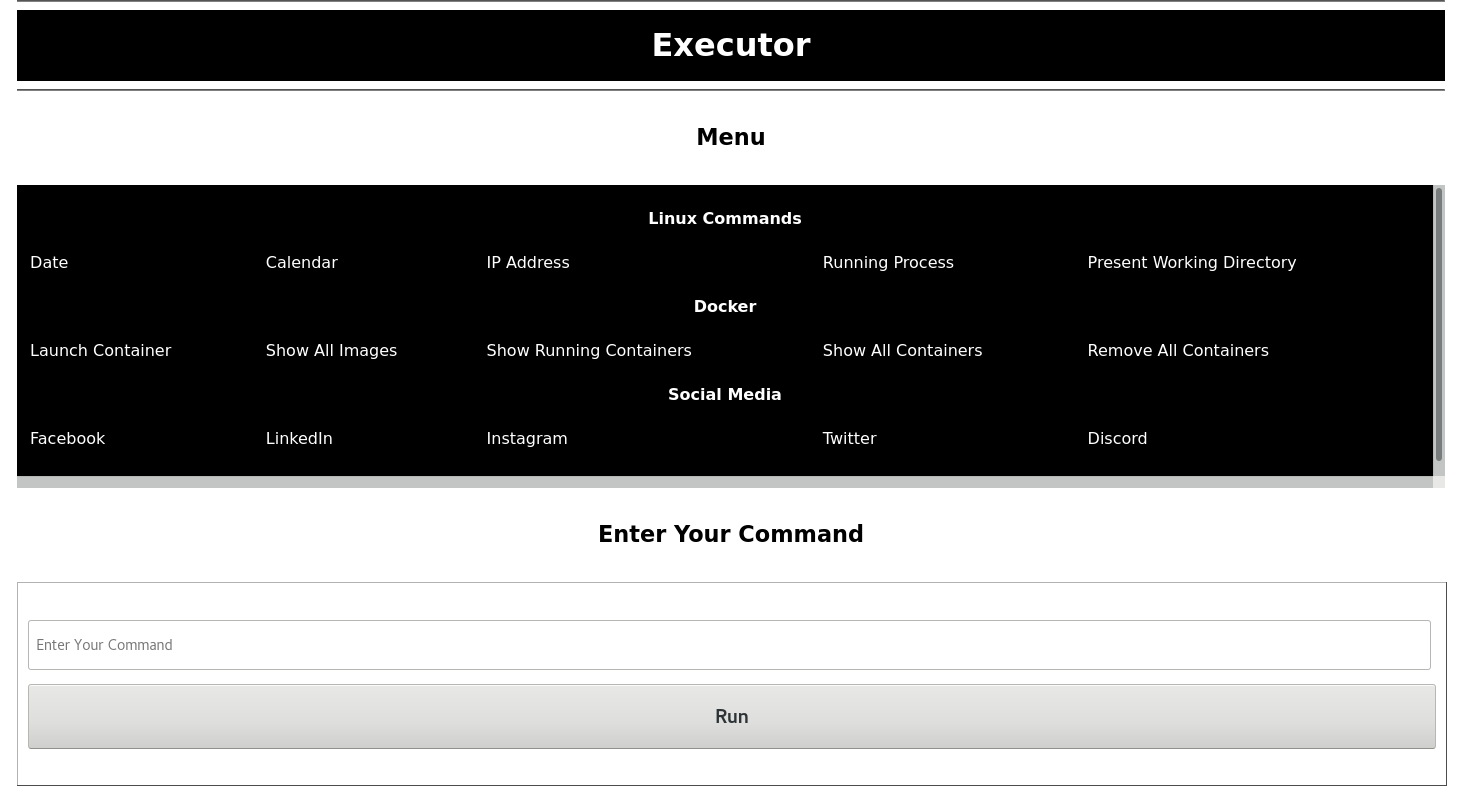 Executor
Menu
Linux Commands
Date Calendar IP Address Running Process Present Working Directory
Docker
Launch Container Show All Images Show Running Containers Show All Containers Remove All Containers
Social Media
Facebook LinkedIn Instagram Twitter Discord
Enter Your Command
Enter Your Command
Run